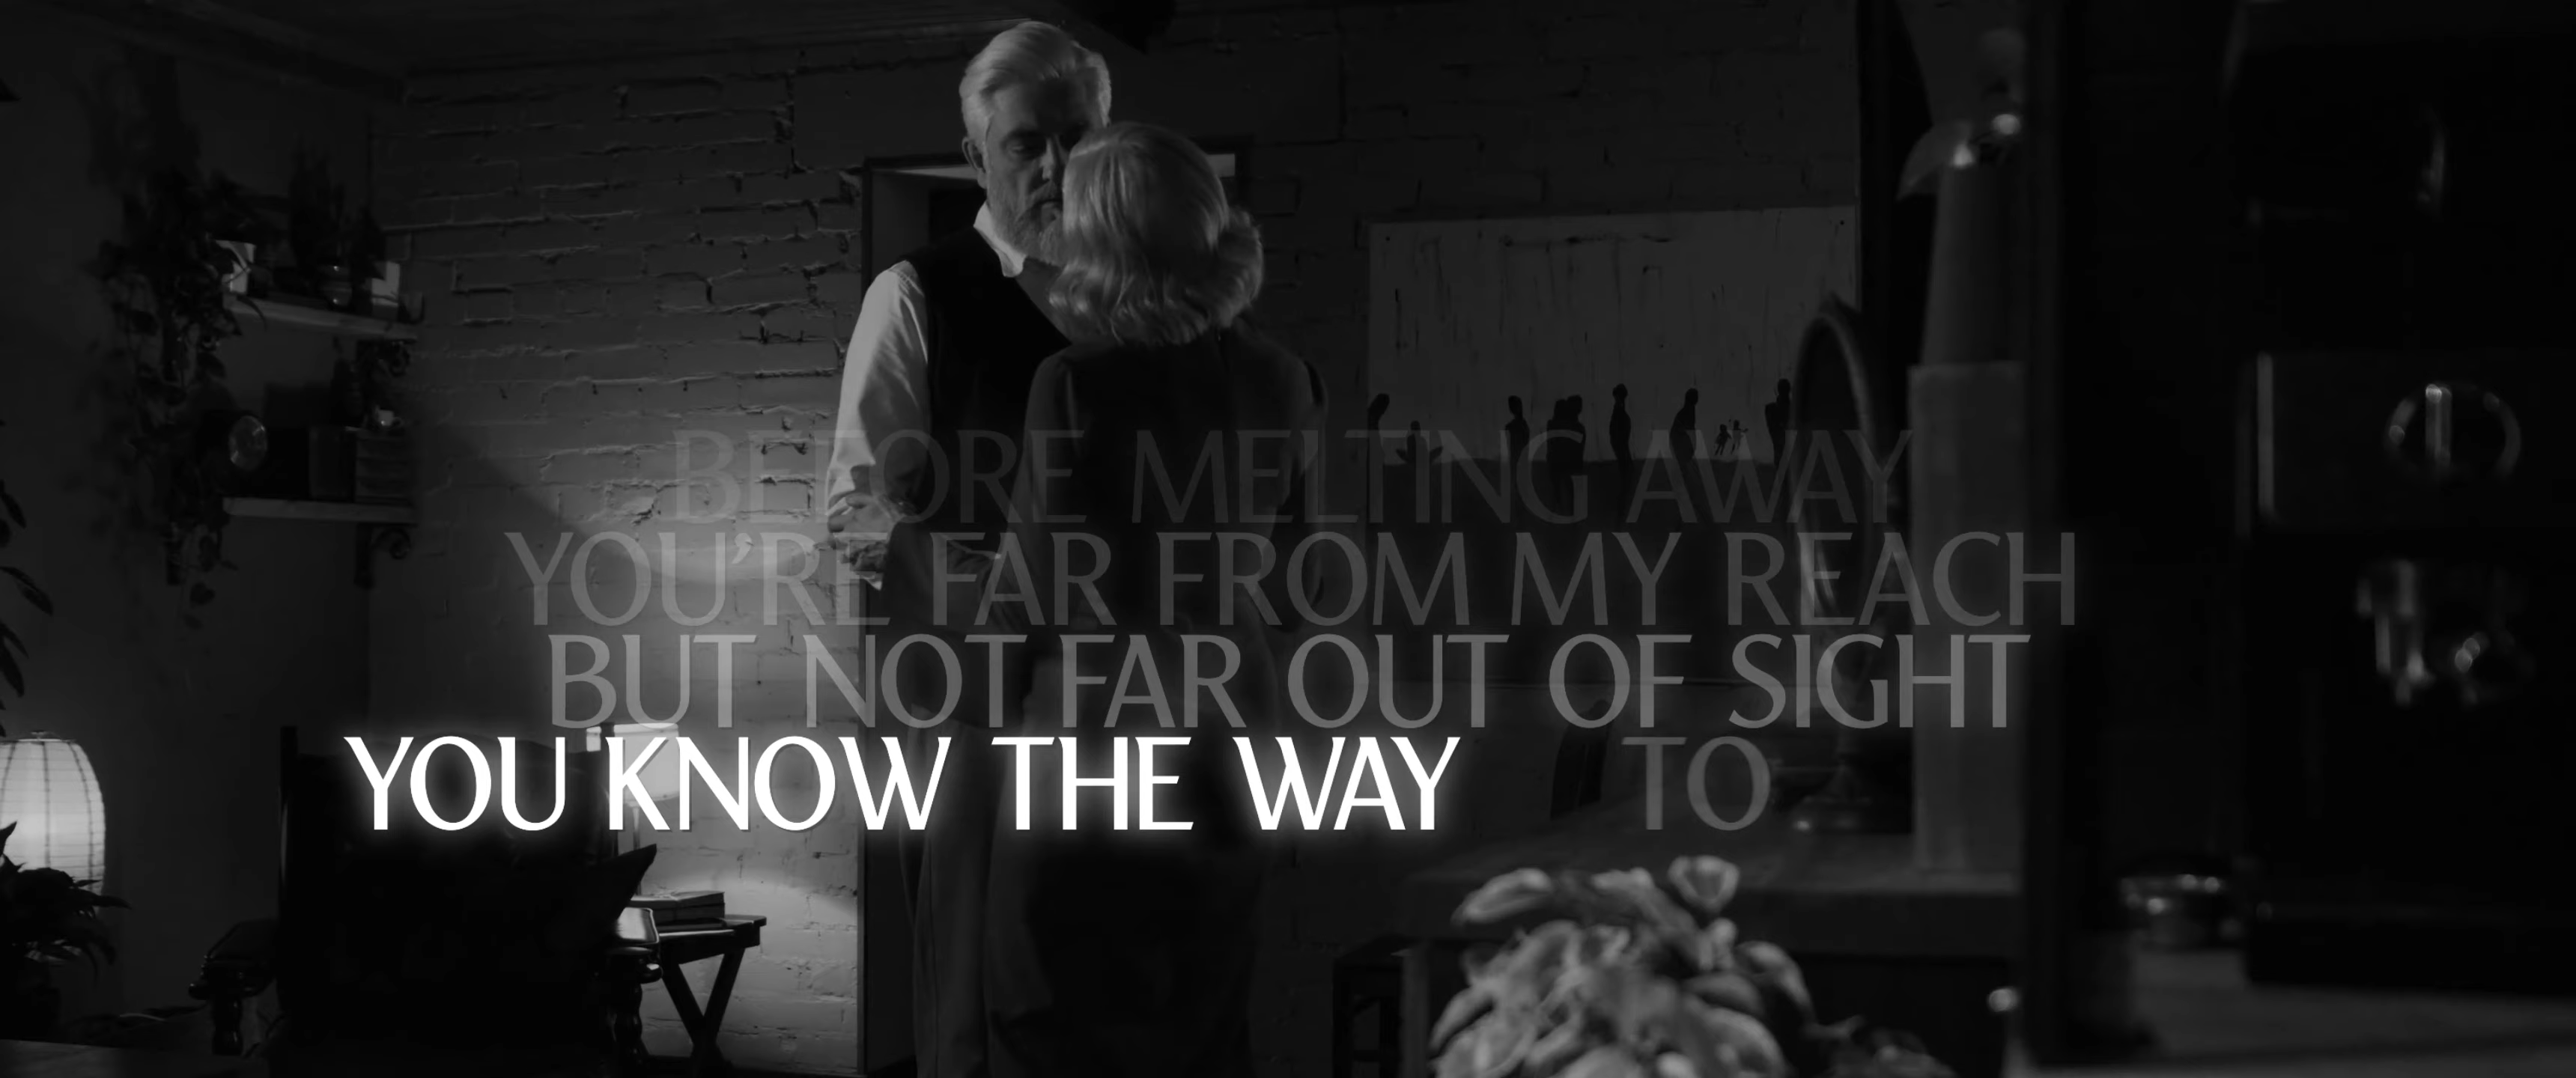 BEFORE MELTING AWAY
YOU'RE FAR FROM MY REACH
BUT NOT FAR OUT OF SIGHT
YOU KNOW THE WAY TO